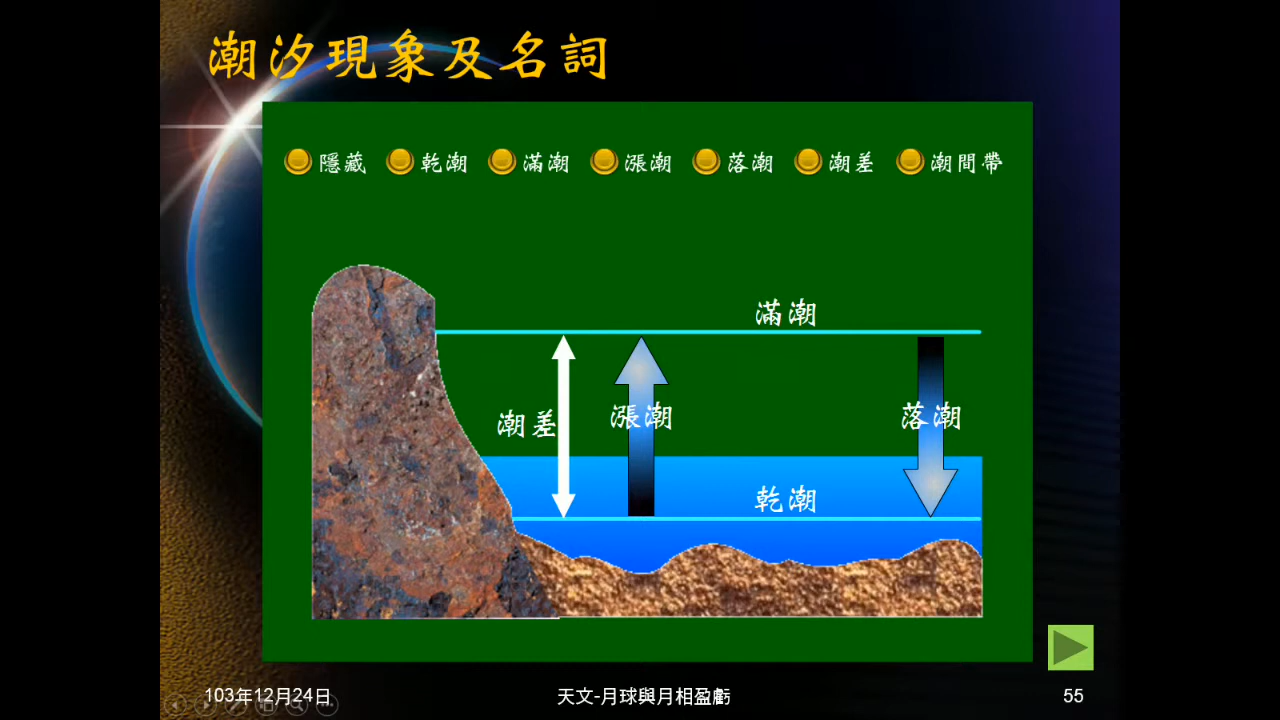 潮汐現象及名詞
隱藏 乾潮 滿潮 漲潮 落潮 潮差 潮間帶
滿潮
潮差 漲潮 落潮
乾潮
103年12月24日 天文-月球與月相盈虧 55